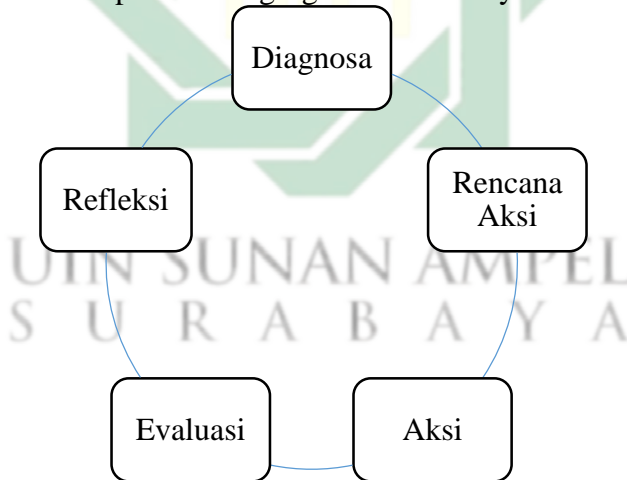 Diagnosa
Rencana
Aksi
Refleksi
UIN SUNAN AMPEL
S U R A B A Y A
Evaluasi
Aksi